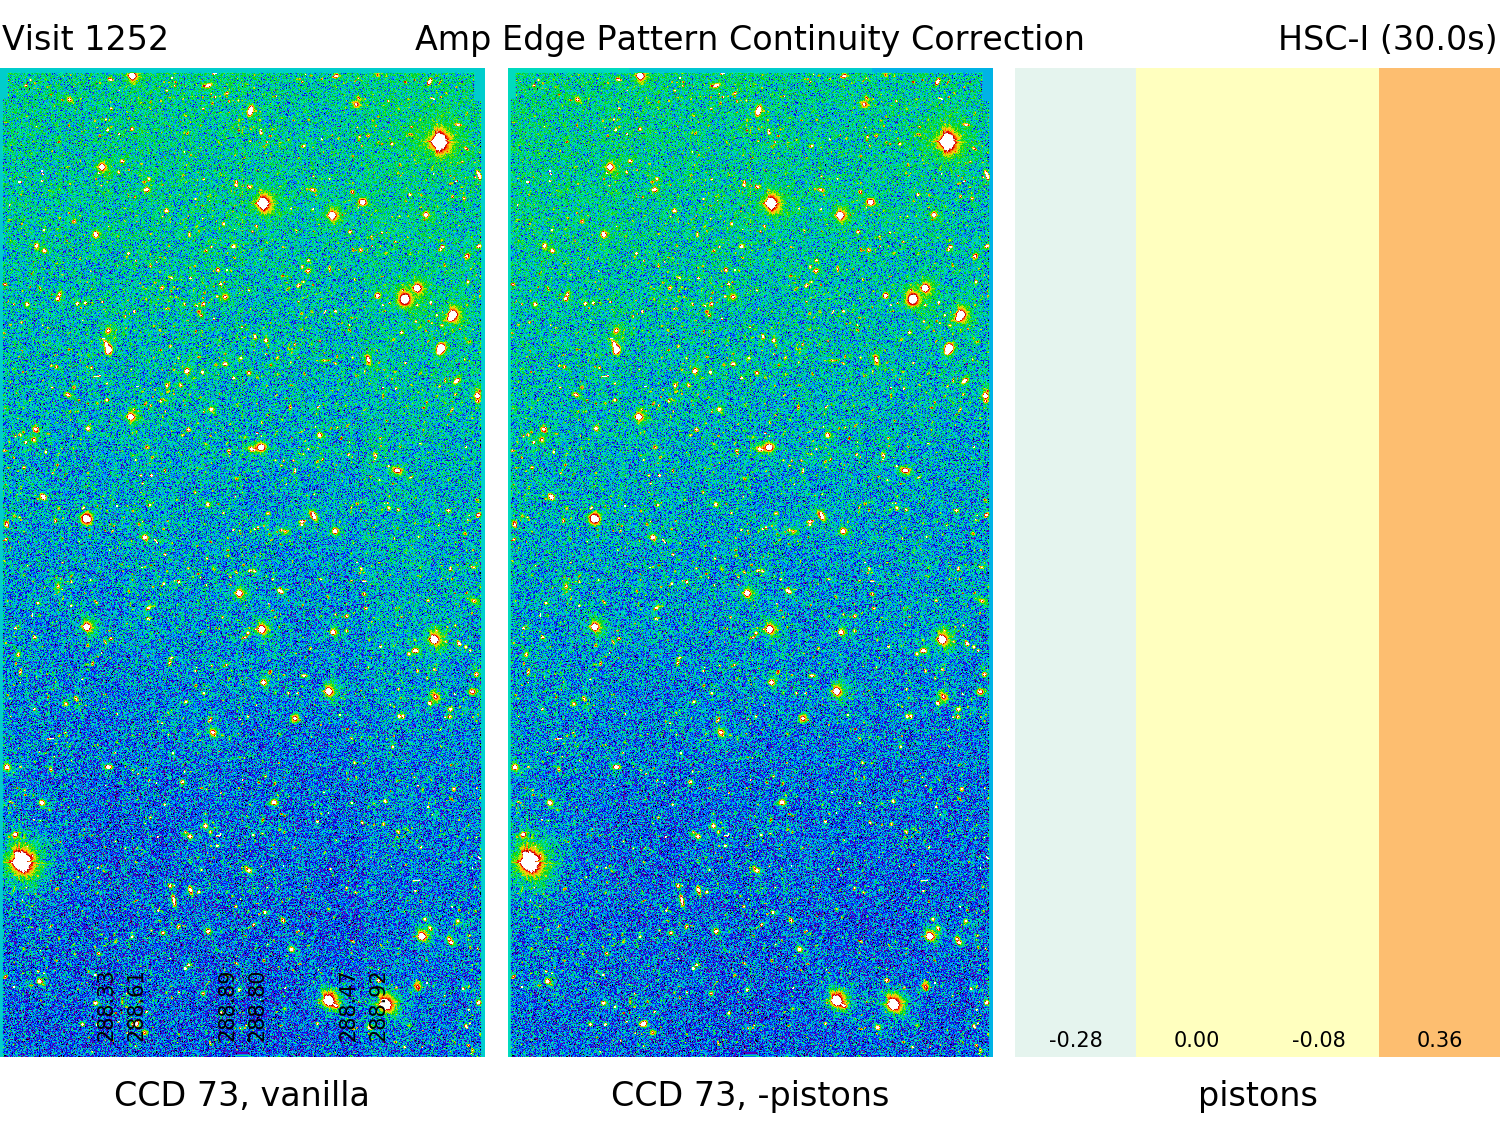 Visit 1252 Amp Edge Pattern Continuity Correction HSC-I (30.0s)
288.33
288.61
288.89
288.80
288.47
288.92
-0.28 0.00 -0.08 0.36
CCD 73, vanilla CCD 73, -pistons pistons